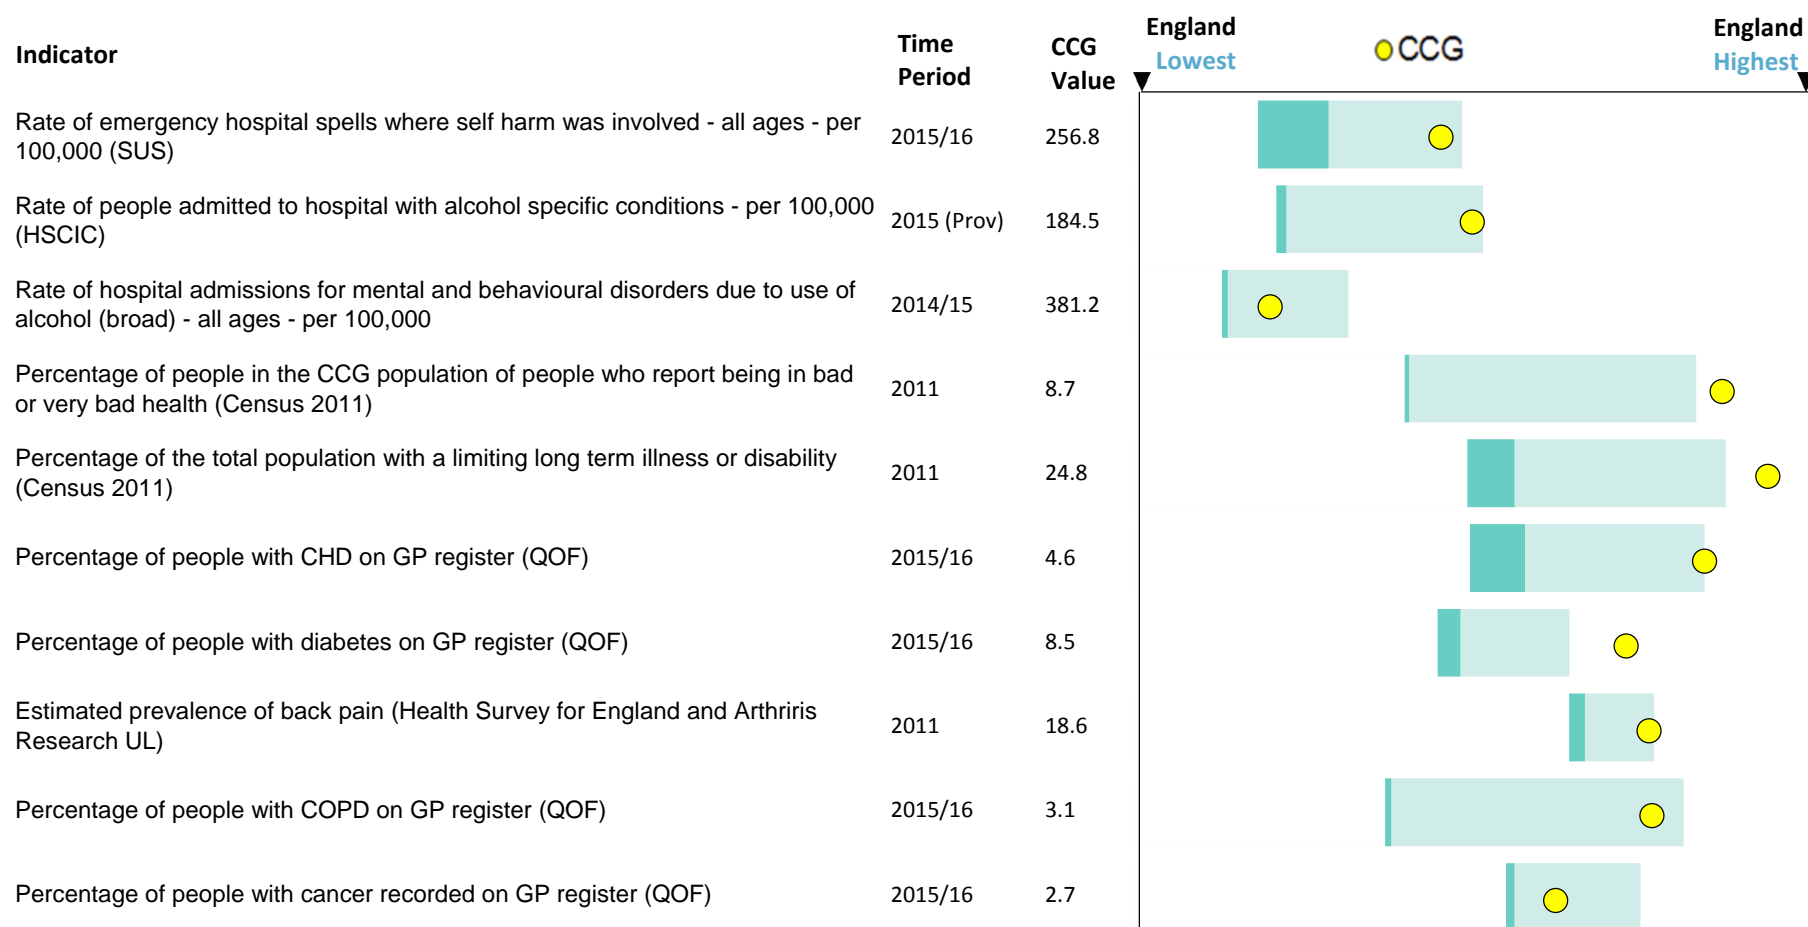 Indicator
Time
Period
CCG
Value
England
Lowest
CCG
England
Highest
Rate of emergency hospital spells where self harm was involved - all ages - per
100,000 (SUS)
2015/16
256.8
Rate of people admitted to hospital with alcohol specific conditions - per 100,000
(HSCIC)
2015 (Prov)
184.5
Rate of hospital admissions for mental and behavioural disorders due to use of
alcohol (broad) - all ages - per 100,000
2014/15
381.2
Percentage of people in the CCG population of people who report being in bad
or very bad health (Census 2011)
2011
8.7
Percentage of the total population with a limiting long term illness or disability
(Census 2011)
2011
24.8
Percentage of people with CHD on GP register (QOF)
2015/16
4.6
Percentage of people with diabetes on GP register (QOF)
2015/16
8.5
Estimated prevalence of back pain (Health Survey for England and Arthriris
Research UL)
2011
18.6
Percentage of people with COPD on GP register (QOF)
2015/16
3.1
Percentage of people with cancer recorded on GP register (QOF)
2015/16
2.7